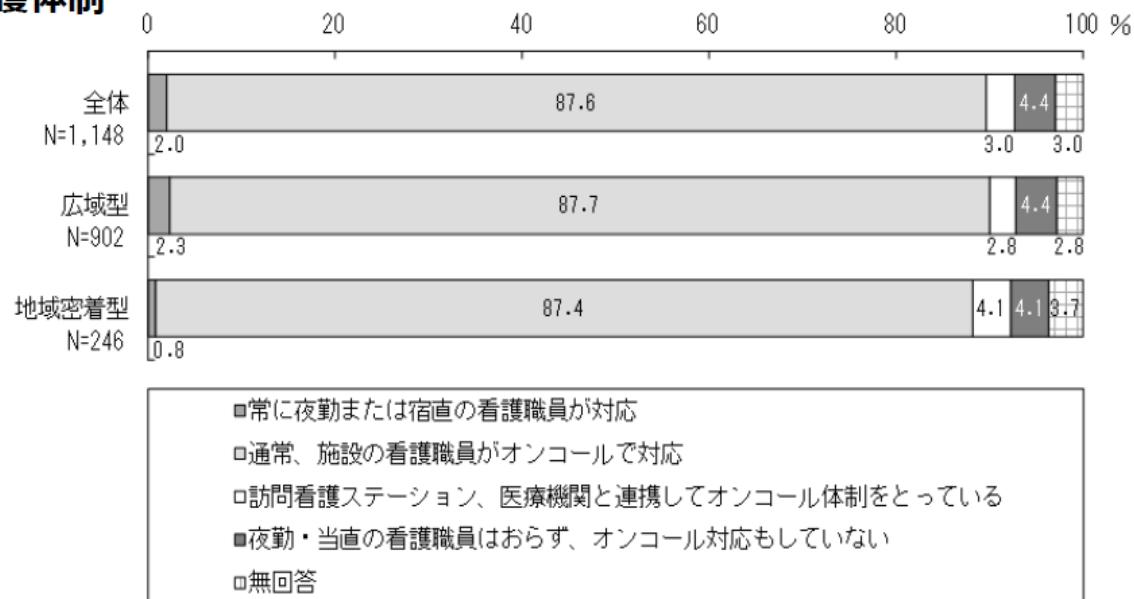 0 20 40 60 80 100 %
全体 87.6 4.4
N=1,148 2.0 3.0 3.0
広域型 87.7 4.4
N=902 2.3 2.8 2.8
地域密着型 87.4 4.1 4.1 3.7
N=246 0.8
常に夜勤または宿直の看護職員が対応
通常、施設の看護職員がオンコールで対応
訪問看護ステーション、医療機関と連携してオンコール体制をとっている
夜勤・当直の看護職員はおらず、オンコール対応もしていない
無回答